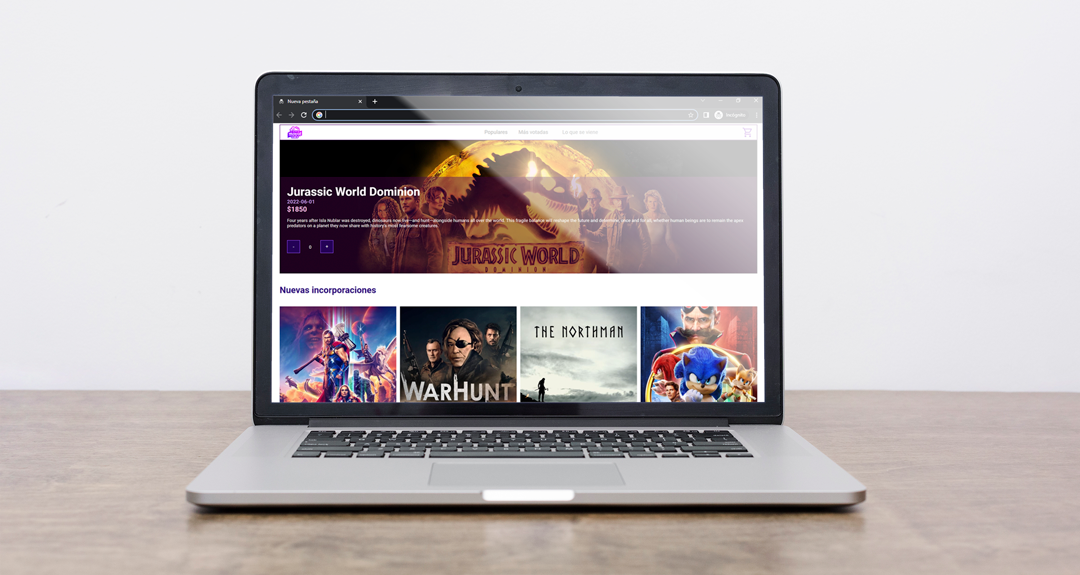 Nueva pestaña
Incógnito
Populares Más votadas Lo que se viene
Jurassic World Dominion
2022-06-01
$1850
Four years after Isla Nublar was destroyed, dinosaurs now live—and hunt—alongside humans all over the world. This fragile balance will reshape the future and determine, once and for all, whether human beings are to remain the apex
predators on a planet they now share with history's most fearsome creatures.
- 0 +
JURASSIC WORLD
DOMINION
Nuevas incorporaciones
THE NORTHMAN
WARHUNT